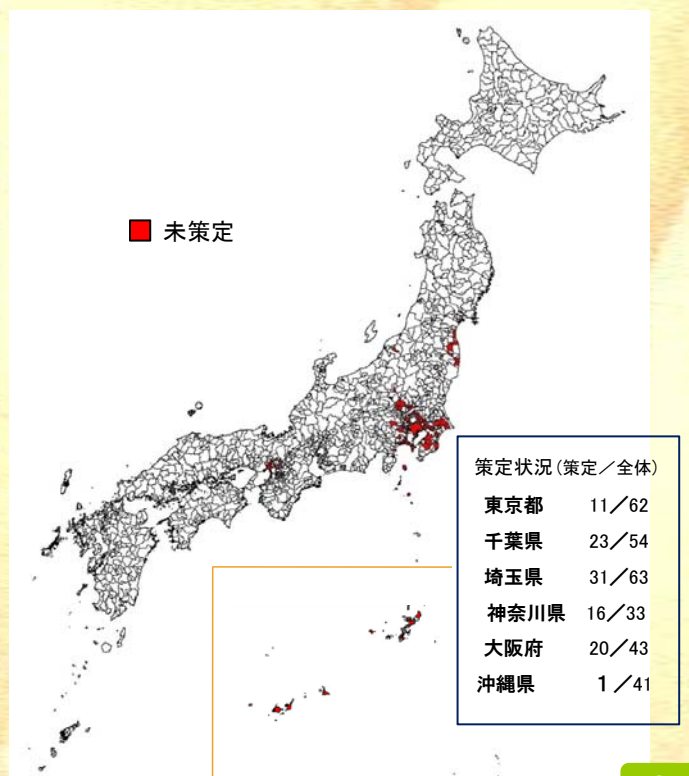 未策定
策定状況(策定／全体)
東京都 11／62
千葉県 23／54
埼玉県 31／63
神奈川県 16／33
大阪府 20／43
沖縄県 1／41